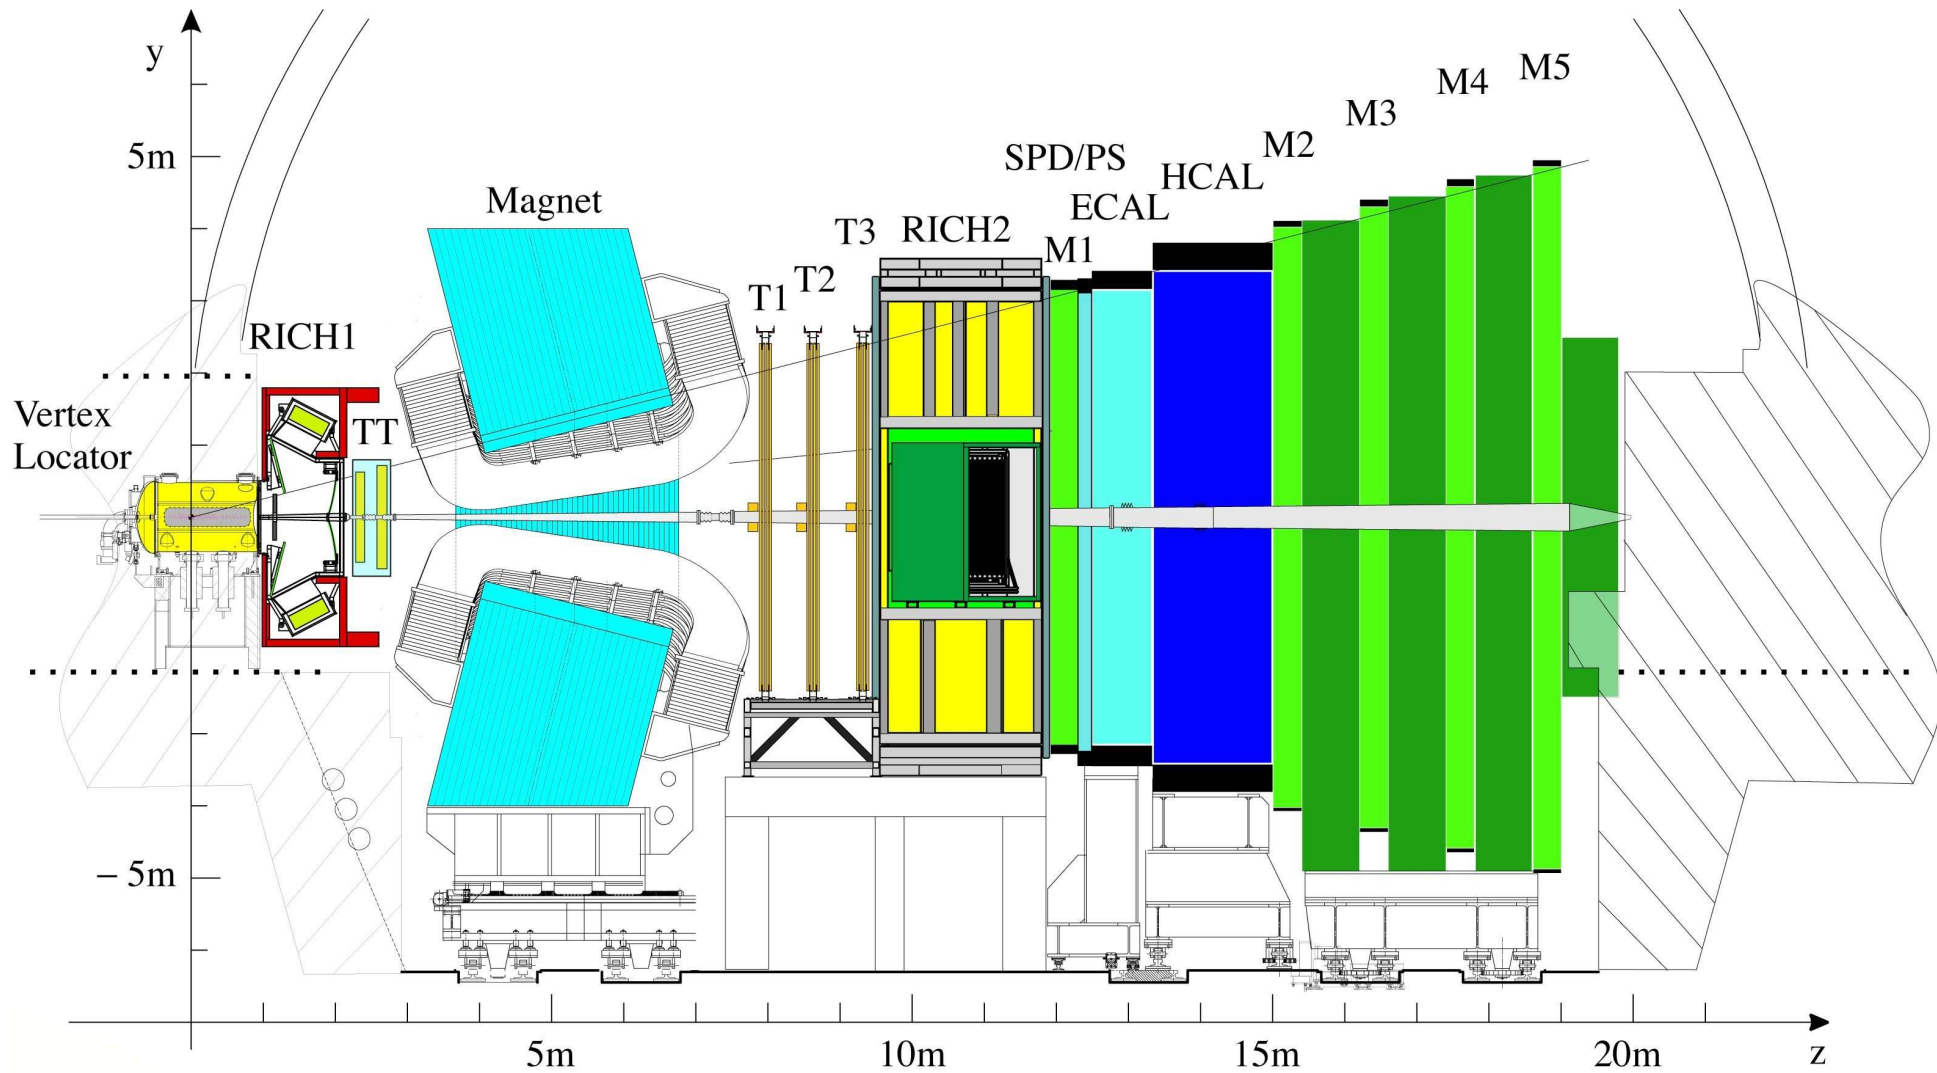 y
5m
Magnet
RICH1
Vertex
Locator
TT
T1
T2
T3
RICH2
M1
SPD/PS
ECAL
HCAL
M2
M3
M4
M5
− 5m
5m
10m
15m
20m
z